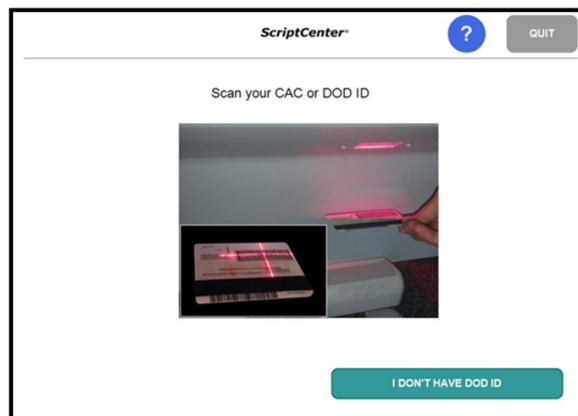 ScriptCenter®
?
QUIT
Scan your CAC or DOD ID
I DON'T HAVE DOD ID